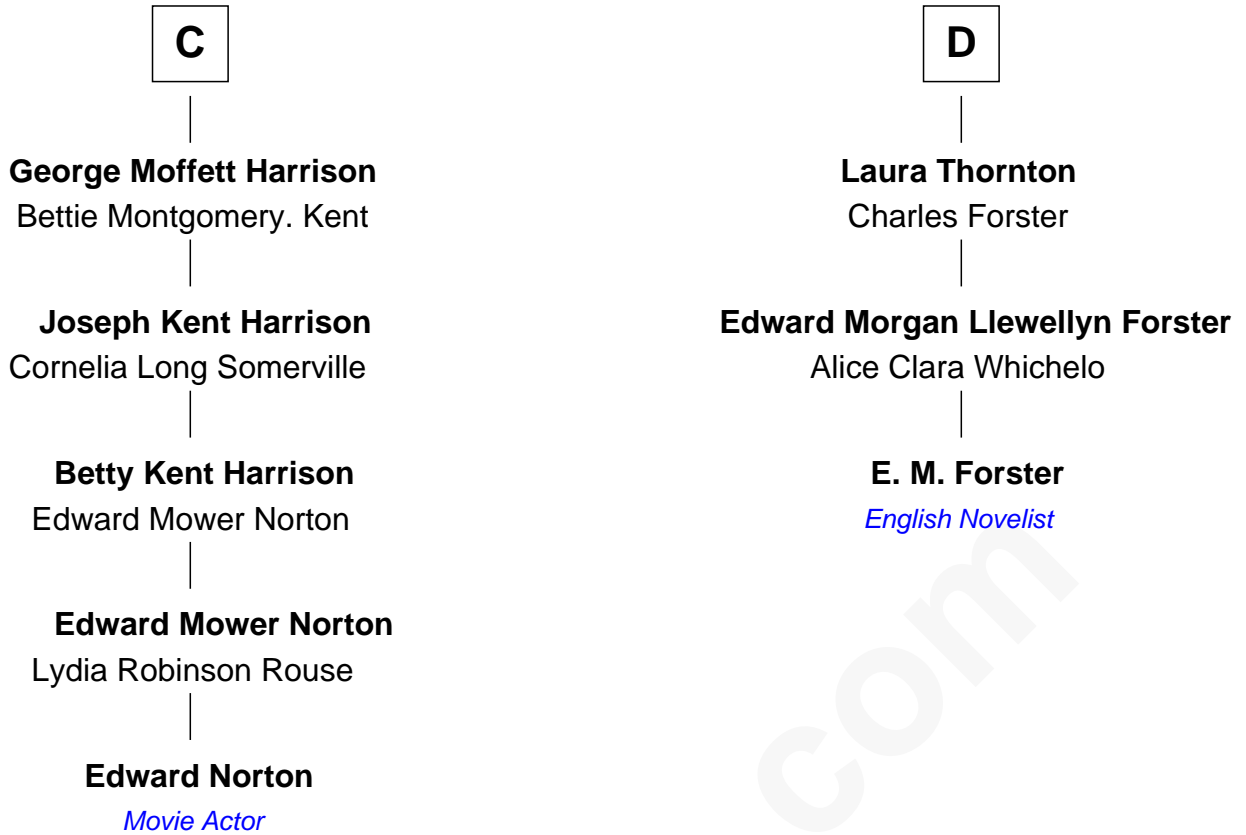 C
George Moffett Harrison
Bettie Montgomery. Kent
Joseph Kent Harrison
Cornelia Long Somerville
Betty Kent Harrison
Edward Mower Norton
Edward Mower Norton
Lydia Robinson Rouse
Edward Norton
Movie Actor
D
Laura Thornton
Charles Forster
Edward Morgan Llewellyn Forster
Alice Clara Whichelo
E. M. Forster
English Novelist
com